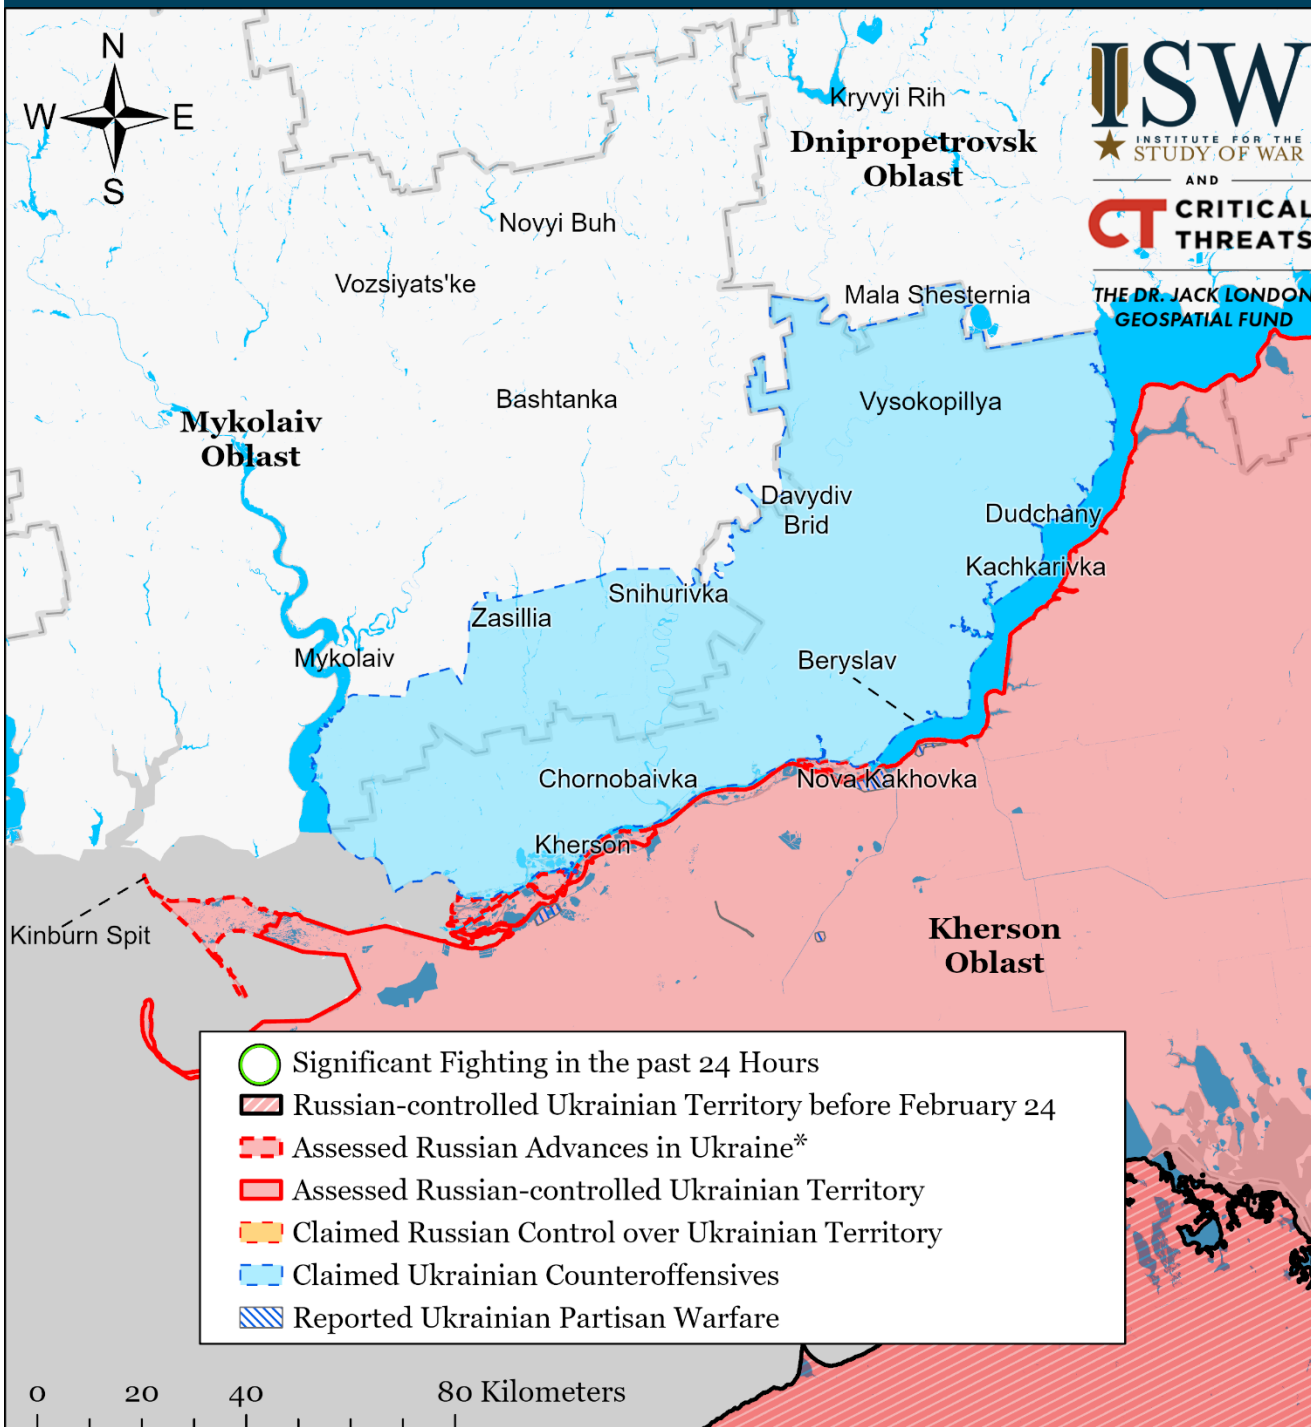 N
W E
S
ISW
INSTITUTE FOR THE
STUDY OF WAR
AND
CT CRITICAL
THREATS
THE DR. JACK LONDON
GEOSPATIAL FUND
Kryvyi Rih
Dnipropetrovsk
Oblast
Novyi Buh
Vozsiyats'ke
Mala Shesternia
Bashtanka
Vysokopillya
Mykolaiv
Oblast
Davydiv
Brid
Dudchany
Kachkarivka
Snihurivka
Zasillia
Mykolaiv
Beryslav
Chornobaivka
Nova Kakhovka
Kherson
Kinburn Spit
Kherson
Oblast
Significant Fighting in the past 24 Hours
Russian-controlled Ukrainian Territory before February 24
Assessed Russian Advances in Ukraine*
Assessed Russian-controlled Ukrainian Territory
Claimed Russian Control over Ukrainian Territory
Claimed Ukrainian Counteroffensives
Reported Ukrainian Partisan Warfare
0 20 40 80 Kilometers